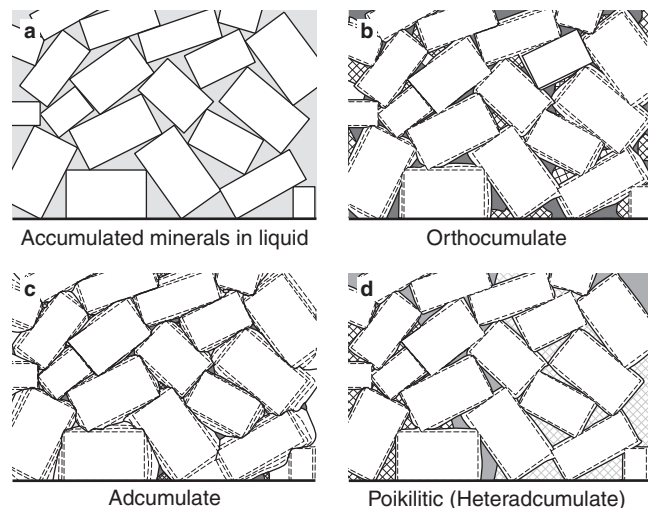 a
Accumulated minerals in liquid
b
Orthocumulate
c
Adcumulate
d
Poikilitic (Heteradcumulate)